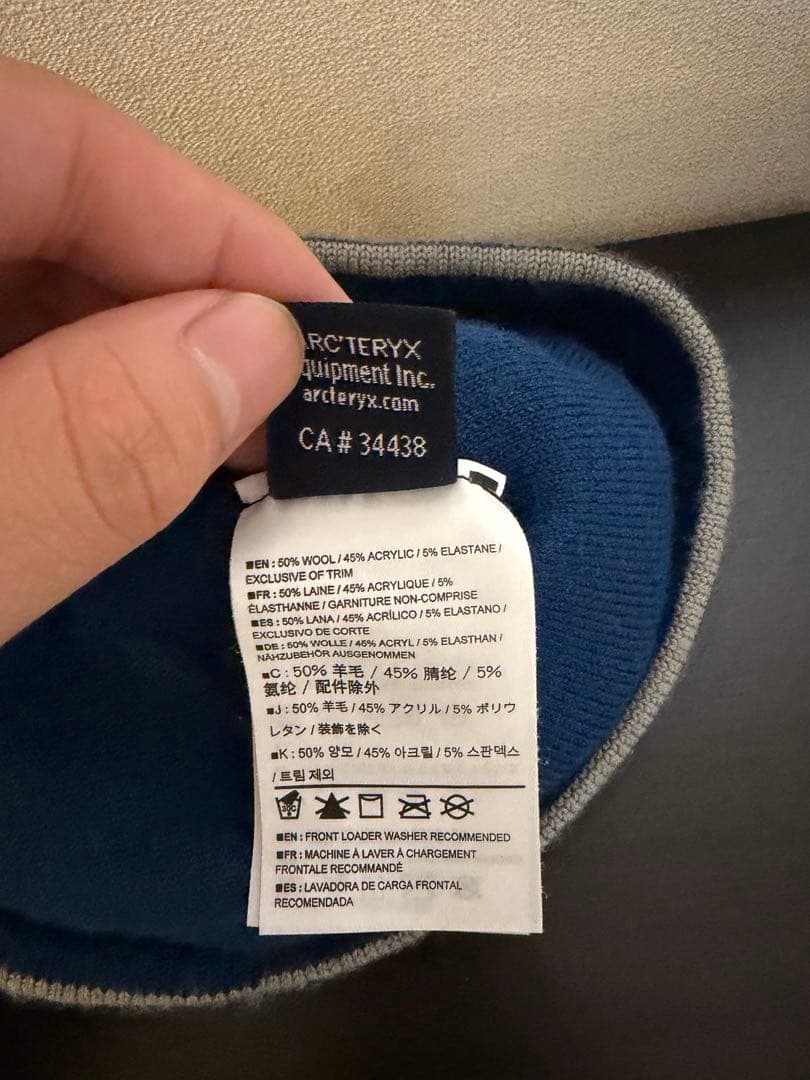 RC'TERYX
quipment Inc.
arcteryx.com
CA # 34438
■EN : 50% WOOL / 45% ACRYLIC / 5% ELASTANE /
EXCLUSIVE OF TRIM
■FR : 50% LAINE / 45% ACRYLIQUE / 5%
ÉLASTHANNE / GARNITURE NON-COMPRISE
■ES : 50% LANA / 45% ACRÍLICO / 5% ELASTANO /
EXCLUSIVO DE CORTE
■DE : 50% WOLLE / 45% ACRYL / 5% ELASTHAN /
NÄHZUBEHÖR AUSGENOMMEN
■C : 50% 羊毛 / 45% 腈纶 / 5%
氨纶 / 配件除外
■J : 50% 羊毛 / 45% アクリル / 5% ポリウ
レタン / 装飾を除く
■K : 50% 양모 / 45% 아크릴 / 5% 스판덱스
/ 트림 제외
30C
■EN : FRONT LOADER WASHER RECOMMENDED
■FR : MACHINE À LAVER À CHARGEMENT
FRONTALE RECOMMANDÉ
■ES : LAVADORA DE CARGA FRONTAL
RECOMENDADA